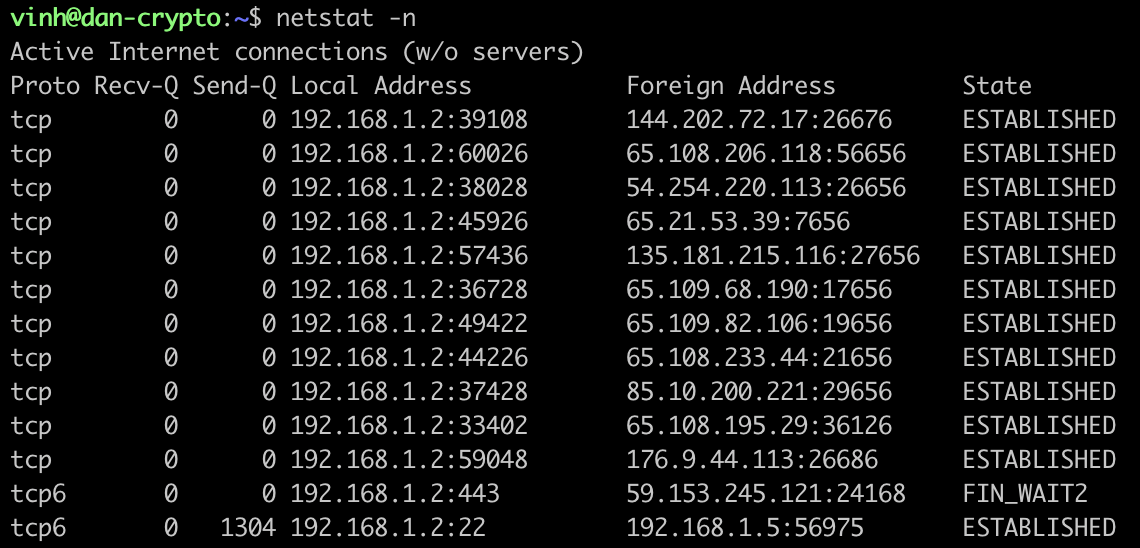 vinh@dan-crypto:~$ netstat -n
Active Internet connections (w/o servers)
Proto Recv-Q Send-Q Local Address           Foreign Address         State
tcp        0      0 192.168.1.2:39108       144.202.72.17:26676     ESTABLISHED
tcp        0      0 192.168.1.2:60026       65.108.206.118:56656    ESTABLISHED
tcp        0      0 192.168.1.2:38028       54.254.220.113:26656    ESTABLISHED
tcp        0      0 192.168.1.2:45926       65.21.53.39:7656        ESTABLISHED
tcp        0      0 192.168.1.2:57436       135.181.215.116:27656   ESTABLISHED
tcp        0      0 192.168.1.2:36728       65.109.68.190:17656     ESTABLISHED
tcp        0      0 192.168.1.2:49422       65.109.82.106:19656     ESTABLISHED
tcp        0      0 192.168.1.2:44226       65.108.233.44:21656     ESTABLISHED
tcp        0      0 192.168.1.2:37428       85.10.200.221:29656     ESTABLISHED
tcp        0      0 192.168.1.2:33402       65.108.195.29:36126     ESTABLISHED
tcp        0      0 192.168.1.2:59048       176.9.44.113:26686      ESTABLISHED
tcp6       0      0 192.168.1.2:443         59.153.245.121:24168    FIN_WAIT2
tcp6       0   1304 192.168.1.2:22          192.168.1.5:56975       ESTABLISHED